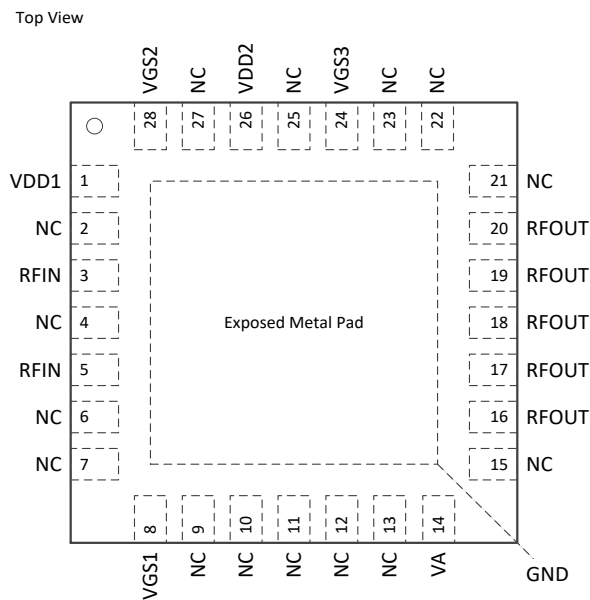 Top View
VGS2
NC
VDD2
NC
VGS3
NC
NC
28
27
26
25
24
23
22
VDD1 1
NC 2
RFIN 3
NC 4
RFIN 5
NC 6
NC 7
Exposed Metal Pad
21 NC
20 RFOUT
19 RFOUT
18 RFOUT
17 RFOUT
16 RFOUT
15 NC
8
9
10
11
12
13
14
VGS1
NC
NC
NC
NC
NC
VA
GND